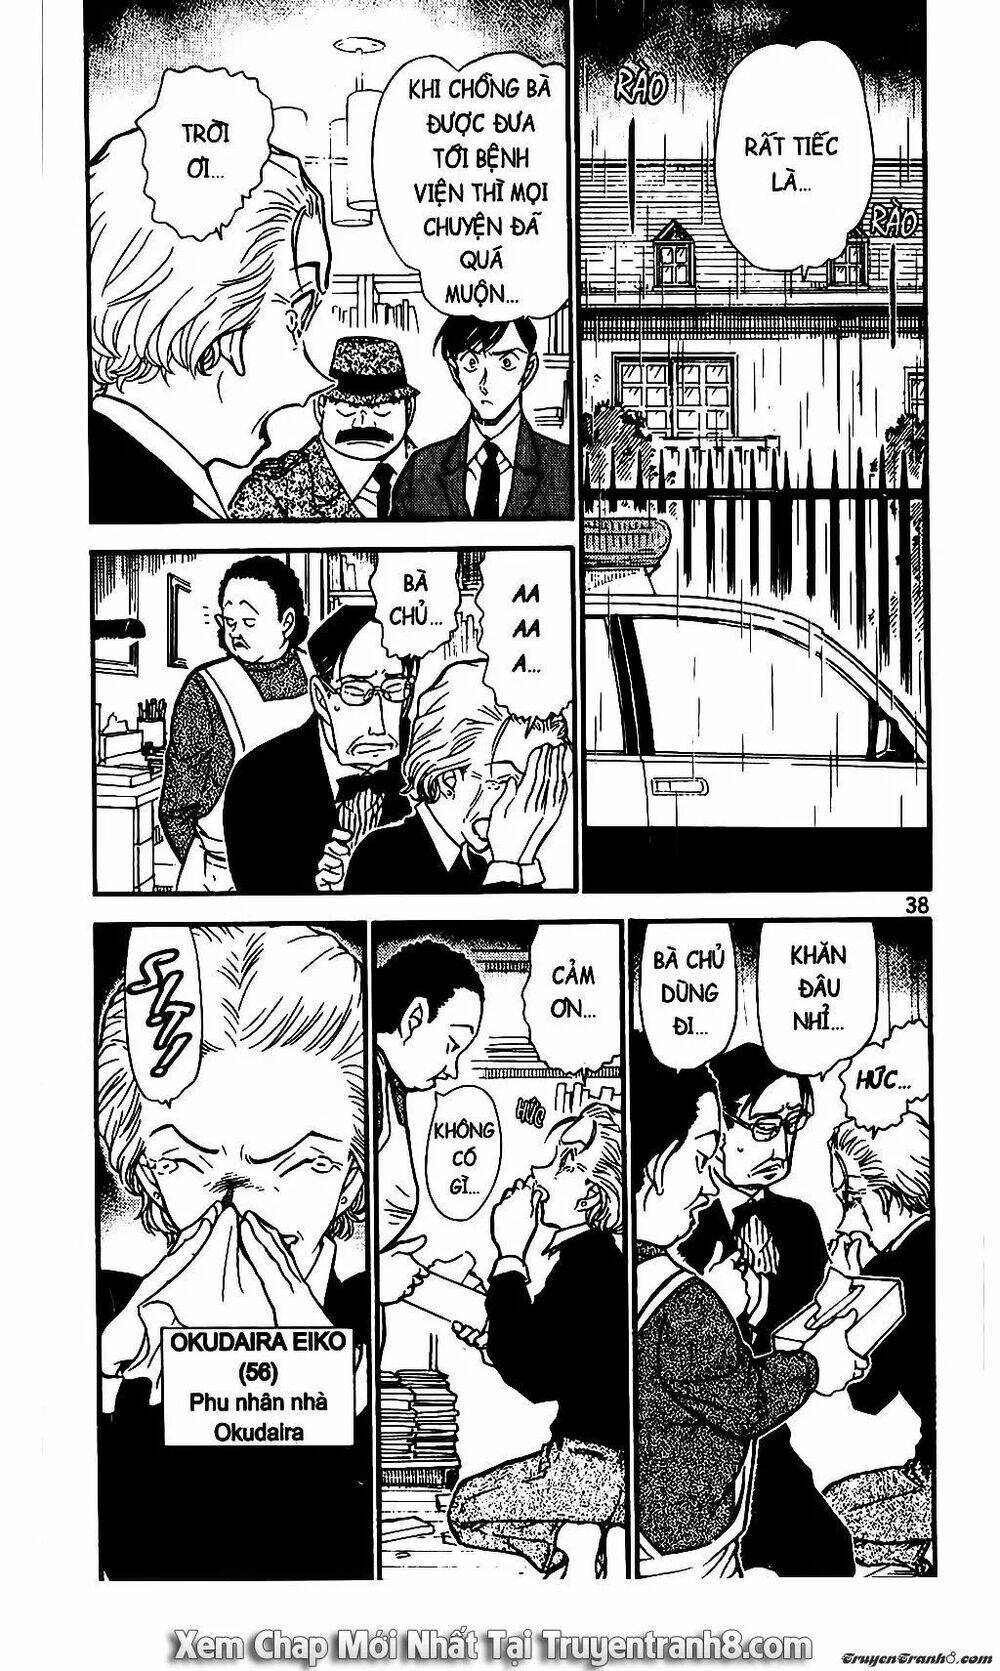 RÀO
RẤT TIẾC
LÀ...
RÀO
KHI CHỒNG BÀ
ĐƯỢC ĐƯA
TỚI BỆNH
VIỆN THÌ MỌI
CHUYỆN ĐÃ
QUÁ
MUỘN...
TRỜI
ƠI...
AA
AA
A...
BÀ
CHỦ...
38
HỨC...
KHĂN
ĐÂU
NHỈ...
BÀ CHỦ
DÙNG
ĐI...
CẢM
ƠN...
HỨC
KHÔNG
CÓ
GÌ...
SỊT!
OKUDAIRA EIKO
(56)
Phu nhân nhà
Okudaira
Xem Chap Mới Nhất Tại Truyentranh8.com
TruyenTranh8.com